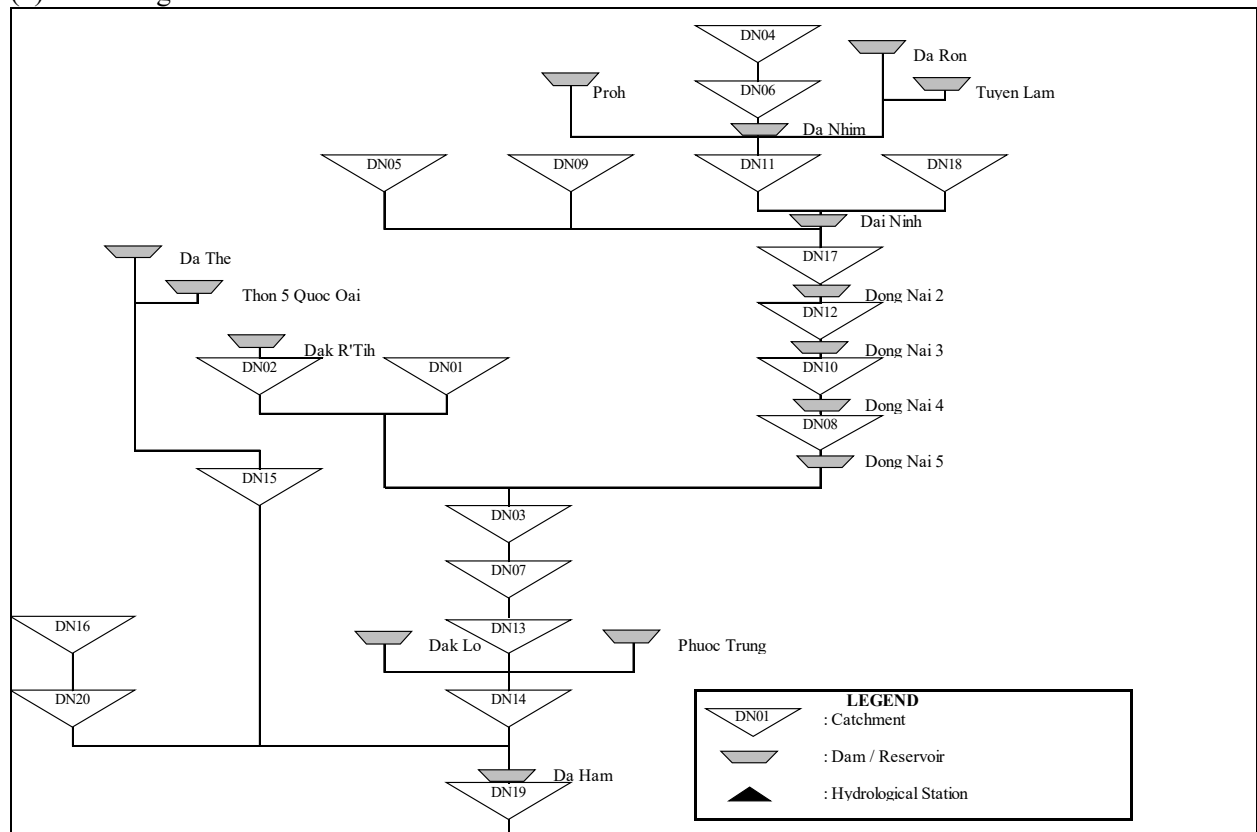 DN04
Da Ron
Proh
DN06
Tuyen Lam
Da Nhim
DN05
DN09
DN11
DN18
Dai Ninh
Da The
DN17
Thon 5 Quoc Oai
Dong Nai 2
DN12
Dak R'Tih
Dong Nai 3
DN02
DN01
DN10
Dong Nai 4
DN08
Dong Nai 5
DN15
DN03
DN07
DN16
DN13
Dak Lo
Phuoc Trung
DN20
DN14
LEGEND
DN01
: Catchment
: Dam / Reservoir
: Hydrological Station
Da Ham
DN19